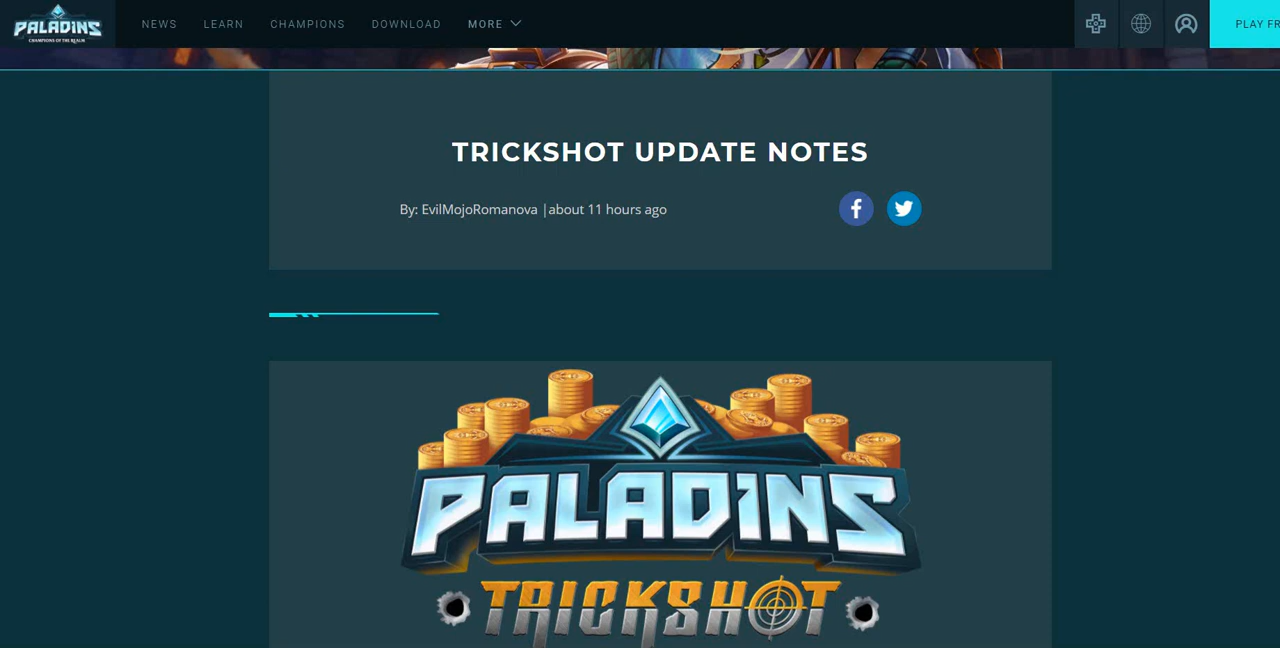 PALADINS
CHAMPIONS OF THE REALM
NEWS LEARN CHAMPIONS DOWNLOAD MORE
PLAY FR
TRICKSHOT UPDATE NOTES
By: EvilMojoRomanova |about 11 hours ago
PALADINS
TRICKSHOT